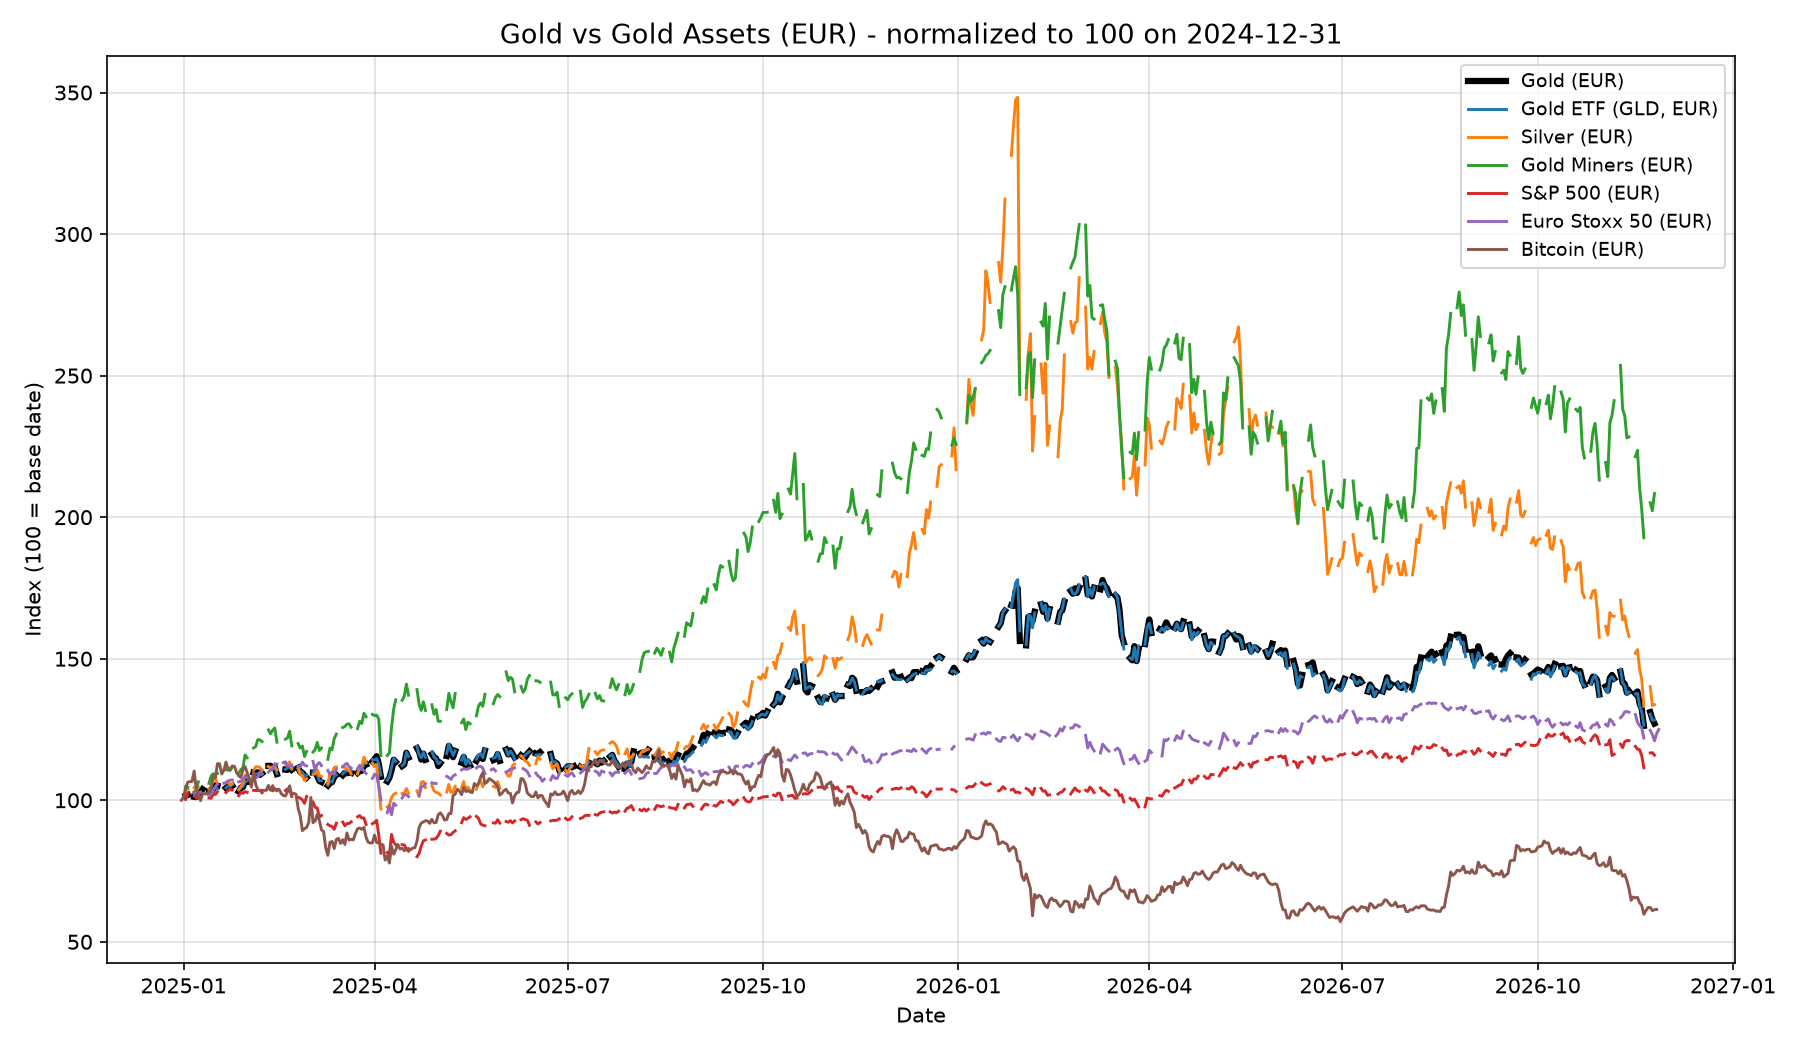 Gold vs Gold Assets (EUR) - normalized to 100 on 2024-12-31
Index (100 = base date)
350
300
250
200
150
100
50
Gold (EUR)
Gold ETF (GLD, EUR)
Silver (EUR)
Gold Miners (EUR)
S&P 500 (EUR)
Euro Stoxx 50 (EUR)
Bitcoin (EUR)
2025-01
2025-04
2025-07
2025-10
2026-01
2026-04
2026-07
2026-10
2027-01
Date